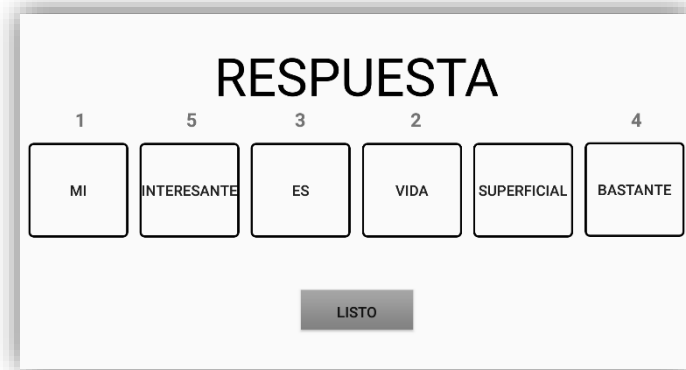 RESPUESTA
1 5 3 2 4
MI INTERESANTE ES VIDA SUPERFICIAL BASTANTE
LISTO